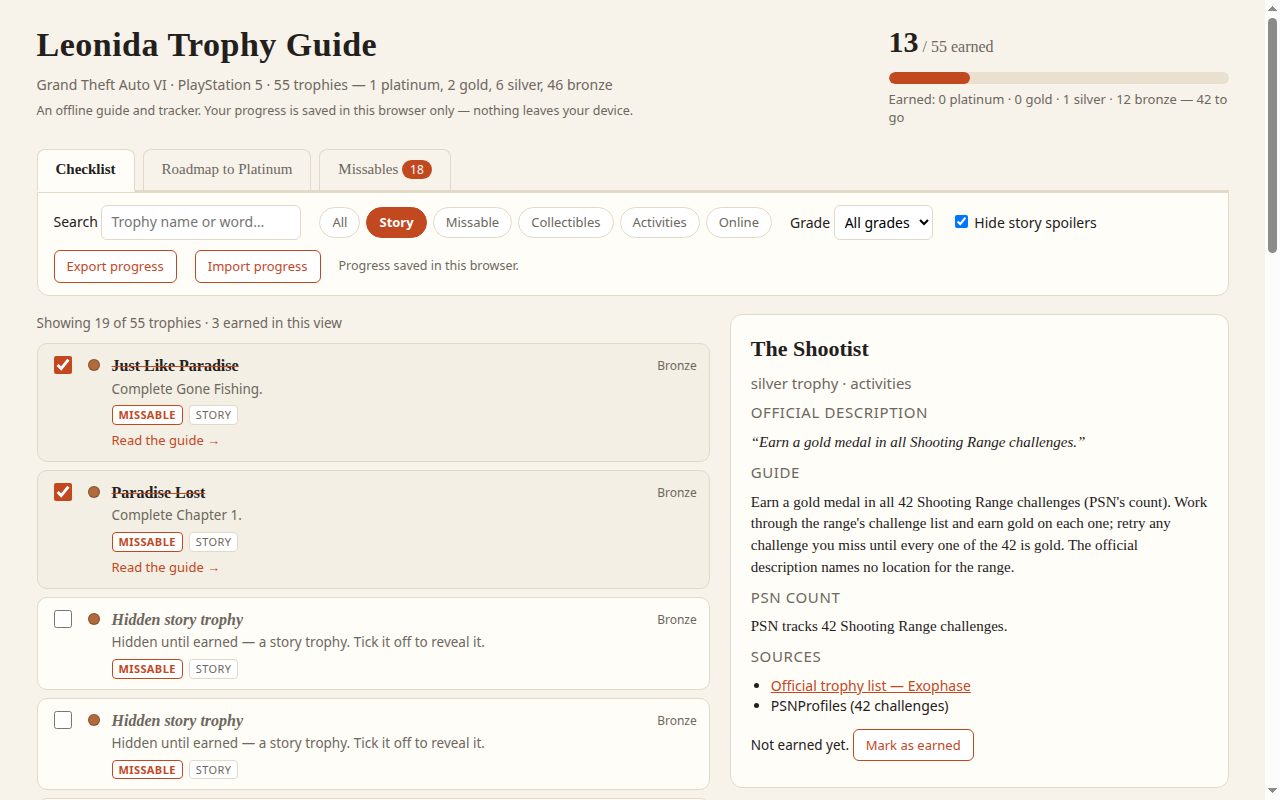 Leonida Trophy Guide
Grand Theft Auto VI · PlayStation 5 · 55 trophies — 1 platinum, 2 gold, 6 silver, 46 bronze
An offline guide and tracker. Your progress is saved in this browser only — nothing leaves your device.
13 / 55 earned
Earned: 0 platinum · 0 gold · 1 silver · 12 bronze — 42 to
go
Checklist
Roadmap to Platinum
Missables 18
Search Trophy name or word... All Story Missable Collectibles Activities Online Grade All grades Hide story spoilers
Export progress Import progress Progress saved in this browser.
Showing 19 of 55 trophies · 3 earned in this view
Just Like Paradise Bronze
Complete Gone Fishing.
MISSABLE STORY
Read the guide →
Paradise Lost Bronze
Complete Chapter 1.
MISSABLE STORY
Read the guide →
Hidden story trophy Bronze
Hidden until earned — a story trophy. Tick it off to reveal it.
MISSABLE STORY
Hidden story trophy Bronze
Hidden until earned — a story trophy. Tick it off to reveal it.
MISSABLE STORY
The Shootist
silver trophy · activities
OFFICIAL DESCRIPTION
“Earn a gold medal in all Shooting Range challenges.”
GUIDE
Earn a gold medal in all 42 Shooting Range challenges (PSN's count). Work
through the range's challenge list and earn gold on each one; retry any
challenge you miss until every one of the 42 is gold. The official
description names no location for the range.
PSN COUNT
PSN tracks 42 Shooting Range challenges.
SOURCES
Official trophy list — Exophase
PSNProfiles (42 challenges)
Not earned yet. Mark as earned